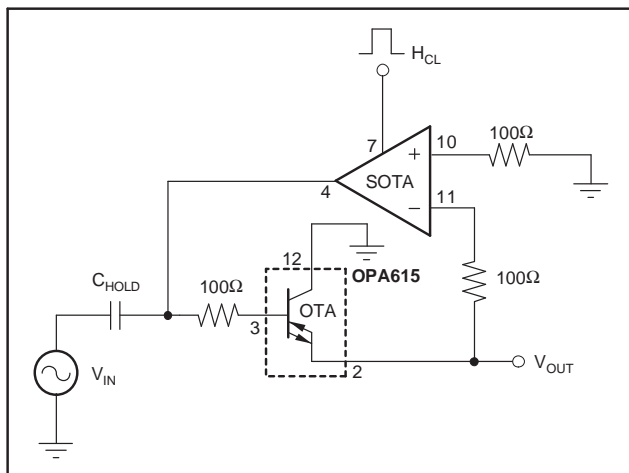 H_CL
7
10
100Ω
+
4
SOTA
11
−
12
OPA615
100Ω
C_HOLD
100Ω
OTA
3
2
V_OUT
V_IN